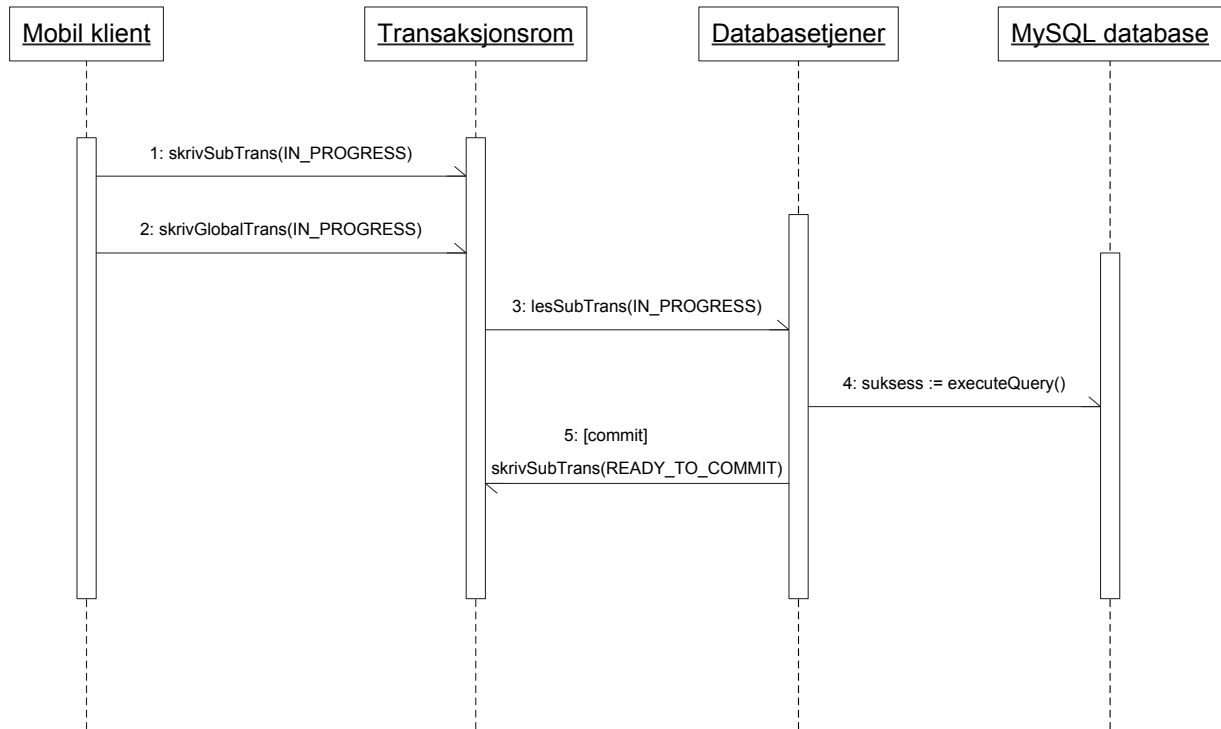 Mobil klient
Transaksjonsrom
Databasetjener
MySQL database
1: skrivSubTrans(IN_PROGRESS)
2: skrivGlobalTrans(IN_PROGRESS)
3: lesSubTrans(IN_PROGRESS)
4: suksess := executeQuery()
5: [commit]
skrivSubTrans(READY_TO_COMMIT)